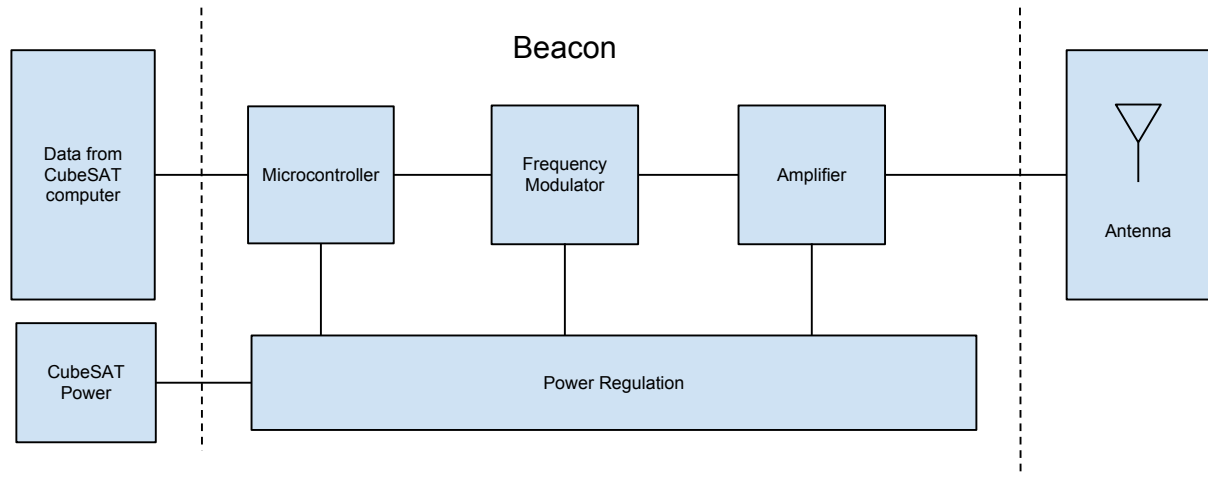 Beacon
Data from
CubeSAT
computer
Microcontroller
Frequency
Modulator
Amplifier
Antenna
CubeSAT
Power
Power Regulation